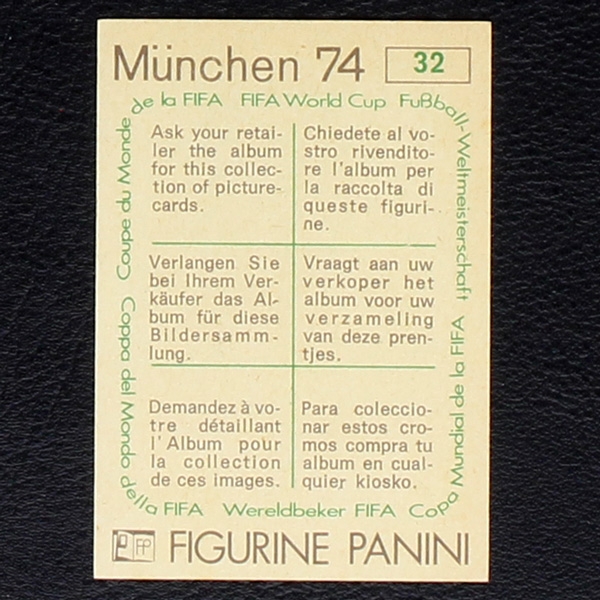 München 74 32
Coupe du Monde de la FIFA FIFA World Cup Fußball-Weltmeisterschaft
Ask your retai-
ler the album
for this collec-
tion of picture-
cards.
Chiedete al vo-
stro rivendito-
re l'album per
la raccolta di
queste figuri-
ne.
Verlangen Sie
bei Ihrem Ver-
käufer das Al-
bum für diese
Bildersamm-
lung.
Vraagt aan uw
verkoper het
album voor uw
verzameling
van deze pren-
tjes.
Demandez à vo-
tre détaillant
l'Album pour
la collection
de ces images.
Para coleccio-
nar estos cro-
mos compra tu
album en cual-
quier kiosko.
Coppa del Mondo della FIFA Wereldbeker FIFA Copa Mundial de la FIFA
FP FIGURINE PANINI